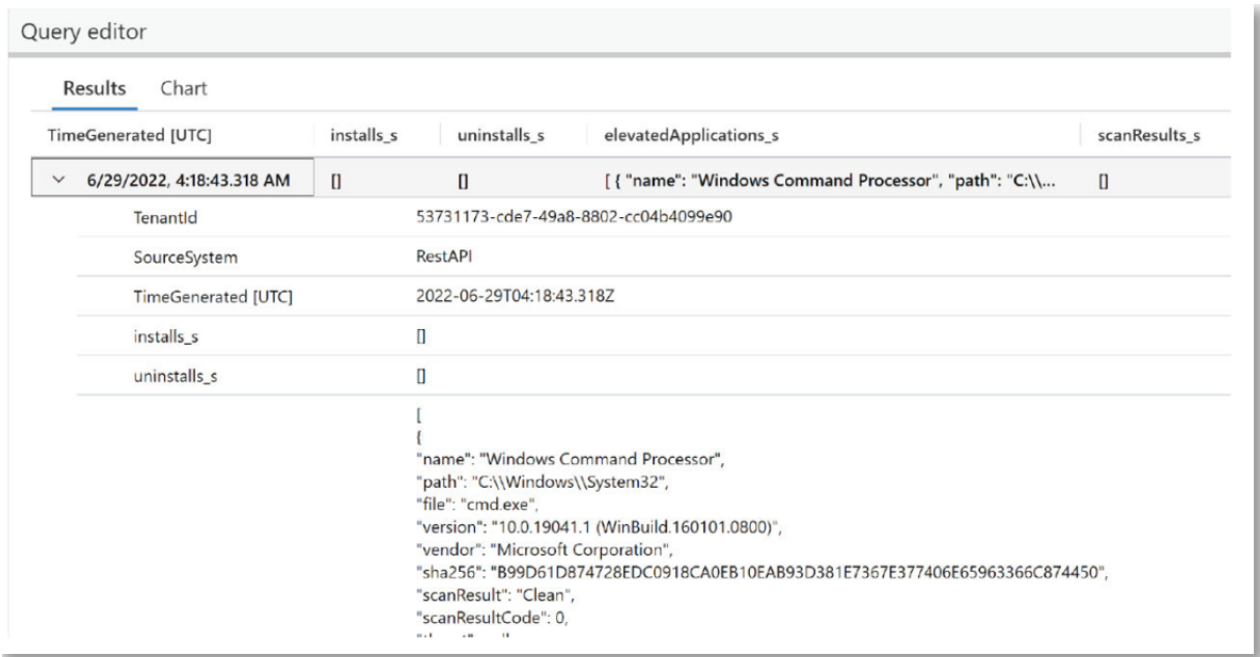 Query editor
Results Chart
TimeGenerated [UTC] installs_s uninstalls_s elevatedApplications_s scanResults_s
6/29/2022, 4:18:43.318 AM [] [] [ { "name": "Windows Command Processor", "path": "C:\\... []
TenantId 53731173-cde7-49a8-8802-cc04b4099e90
SourceSystem RestAPI
TimeGenerated [UTC] 2022-06-29T04:18:43.318Z
installs_s []
uninstalls_s []
[
{
"name": "Windows Command Processor",
"path": "C:\\Windows\\System32",
"file": "cmd.exe",
"version": "10.0.19041.1 (WinBuild.160101.0800)",
"vendor": "Microsoft Corporation",
"sha256": "B99D61D874728EDC0918CA0EB10EAB93D381E7367E377406E65963366C874450",
"scanResult": "Clean",
"scanResultCode": 0,